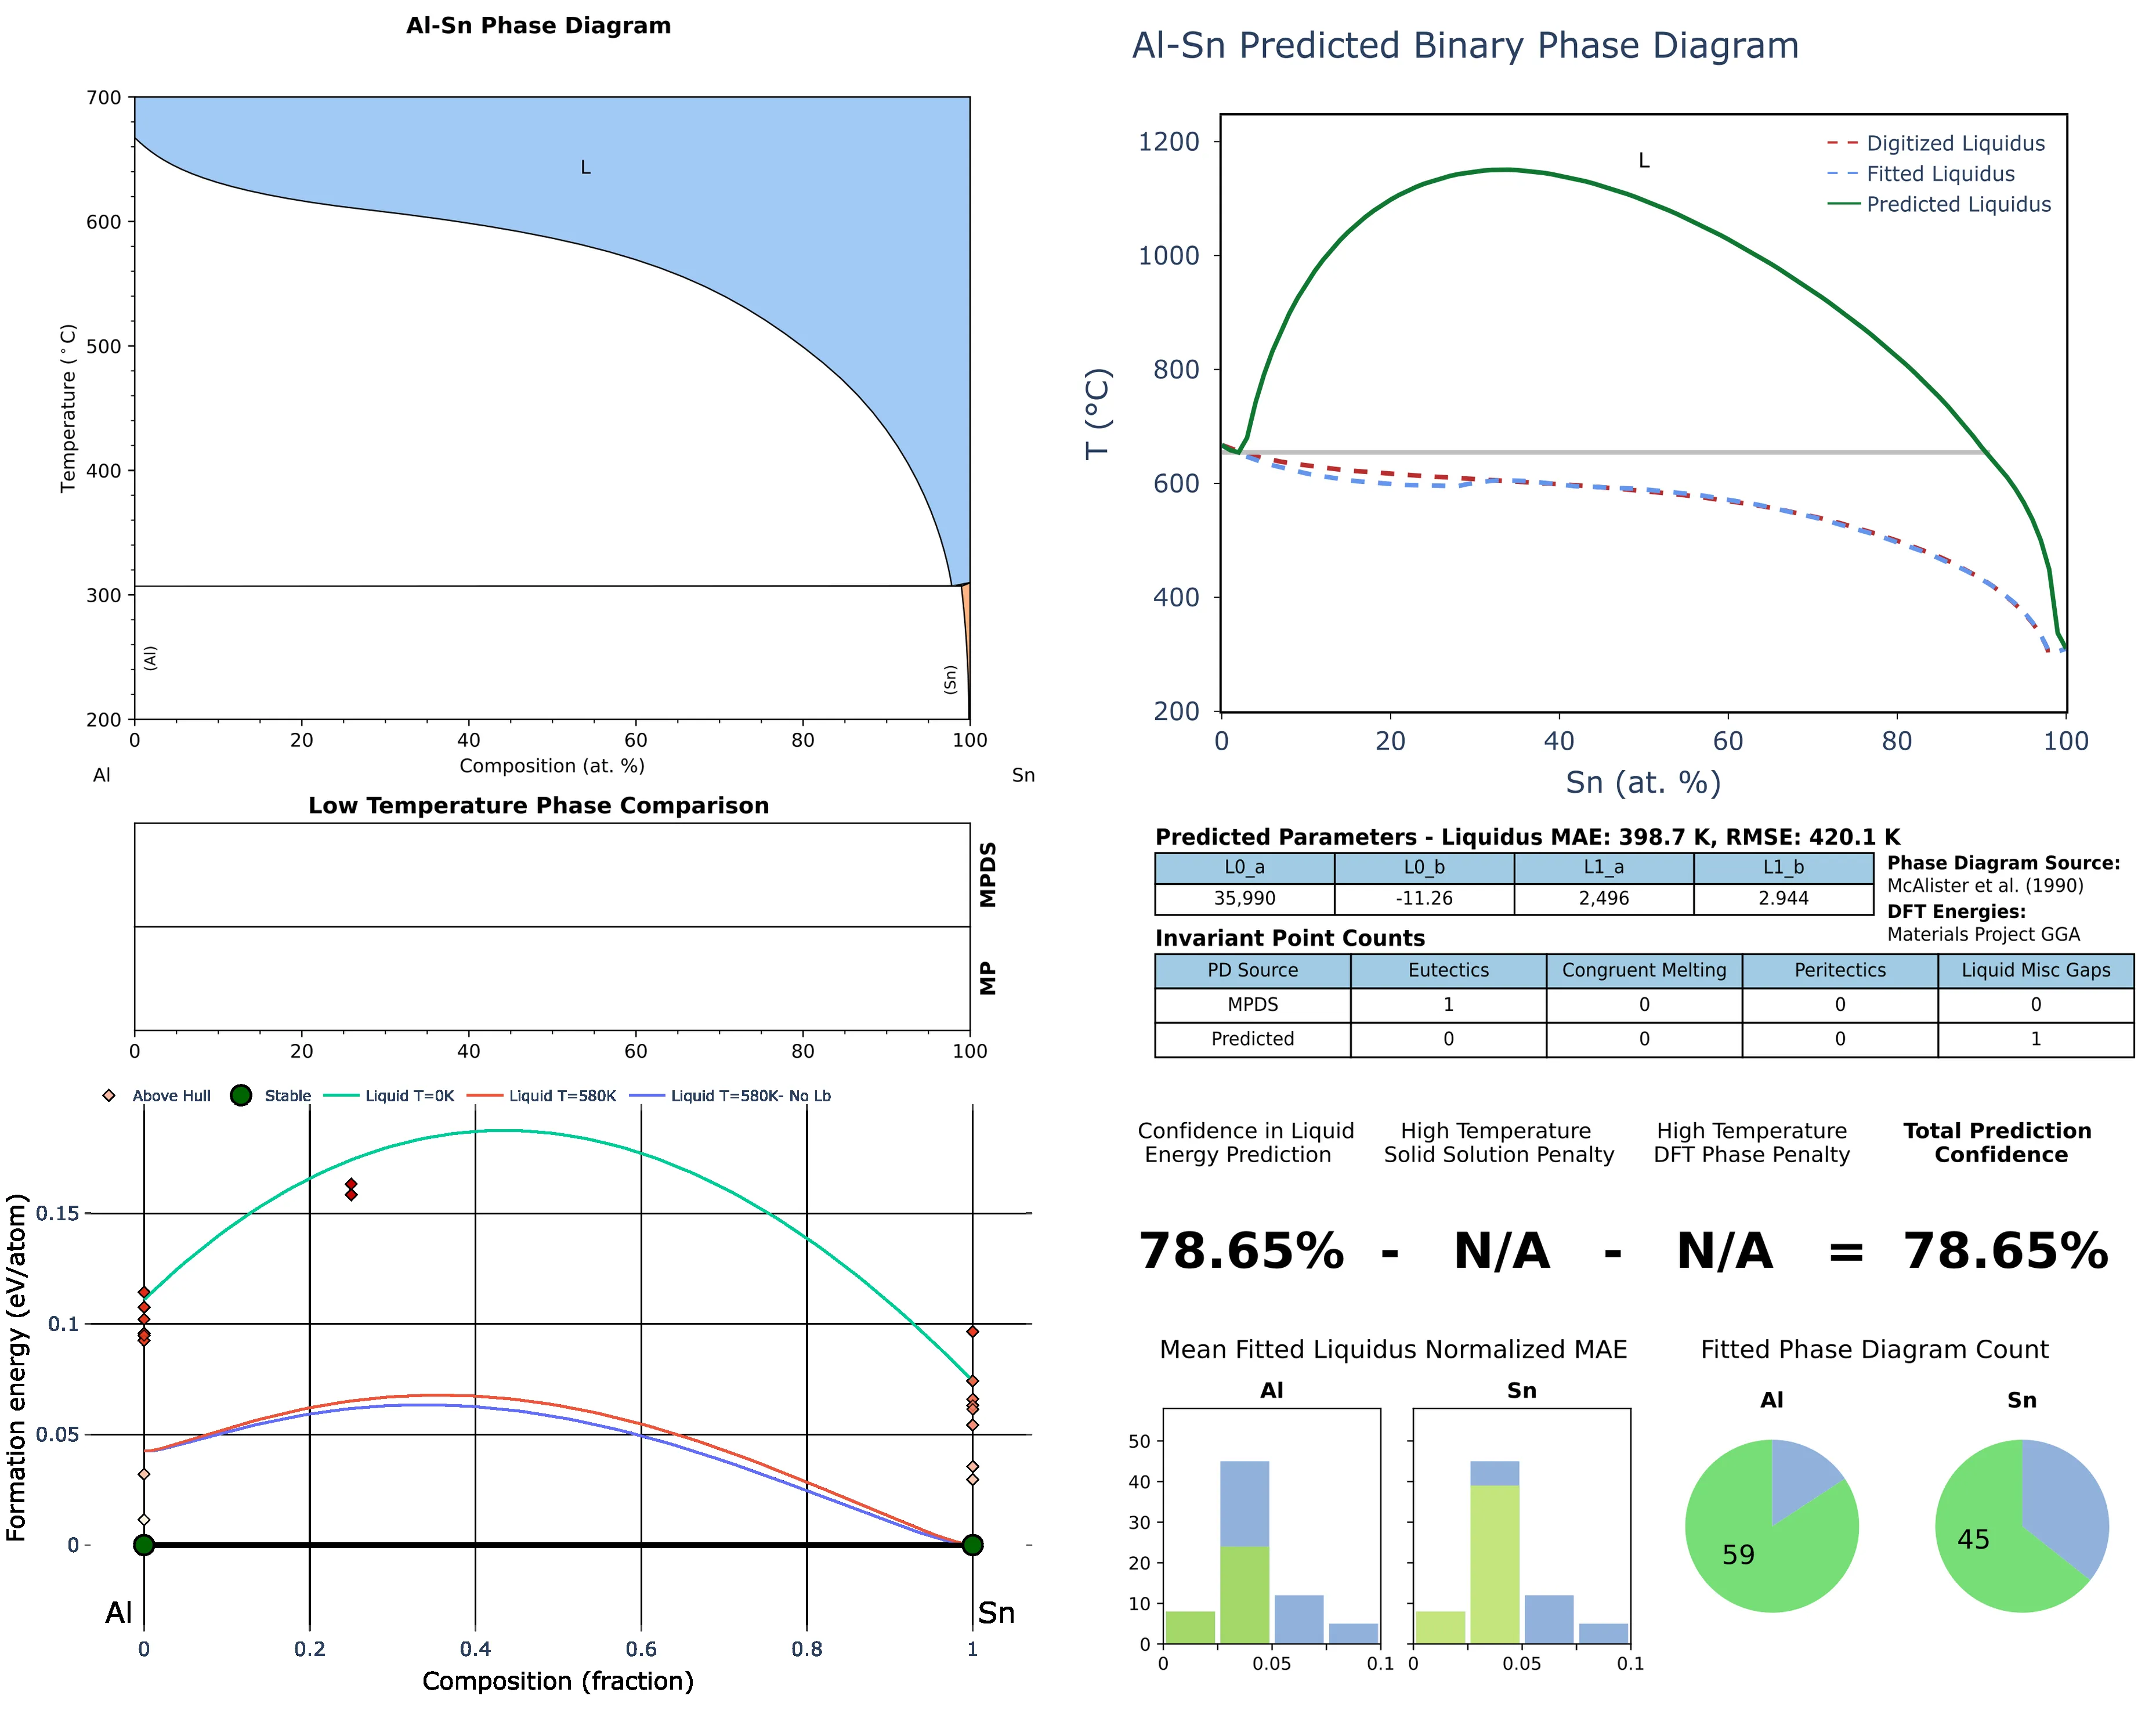 Al-Sn Phase Diagram
700
600
500
400
300
200
Temperature (°C)
L
(Al)
(Sn)
0 20 40 60 80 100
Composition (at. %)
Al Sn
Low Temperature Phase Comparison
MPDS
MP
0 20 40 60 80 100
Above Hull Stable Liquid T=0K Liquid T=580K Liquid T=580K- No Lb
0.15
0.1
0.05
0
Formation energy (eV/atom)
Al Sn
0 0.2 0.4 0.6 0.8 1
Composition (fraction)
Al-Sn Predicted Binary Phase Diagram
1200
1000
800
600
400
200
T (°C)
L
Digitized Liquidus
Fitted Liquidus
Predicted Liquidus
0 20 40 60 80 100
Sn (at. %)
Predicted Parameters - Liquidus MAE: 398.7 K, RMSE: 420.1 K
L0_a L0_b L1_a L1_b
35,990 -11.26 2,496 2.944
Phase Diagram Source:
McAlister et al. (1990)
DFT Energies:
Materials Project GGA
Invariant Point Counts
PD Source Eutectics Congruent Melting Peritectics Liquid Misc Gaps
MPDS 1 0 0 0
Predicted 0 0 0 1
Confidence in Liquid
Energy Prediction
High Temperature
Solid Solution Penalty
High Temperature
DFT Phase Penalty
Total Prediction
Confidence
78.65% - N/A - N/A = 78.65%
Mean Fitted Liquidus Normalized MAE
Al Sn
50
40
30
20
10
0
0 0.05 0.1 0 0.05 0.1
Fitted Phase Diagram Count
Al Sn
59 45